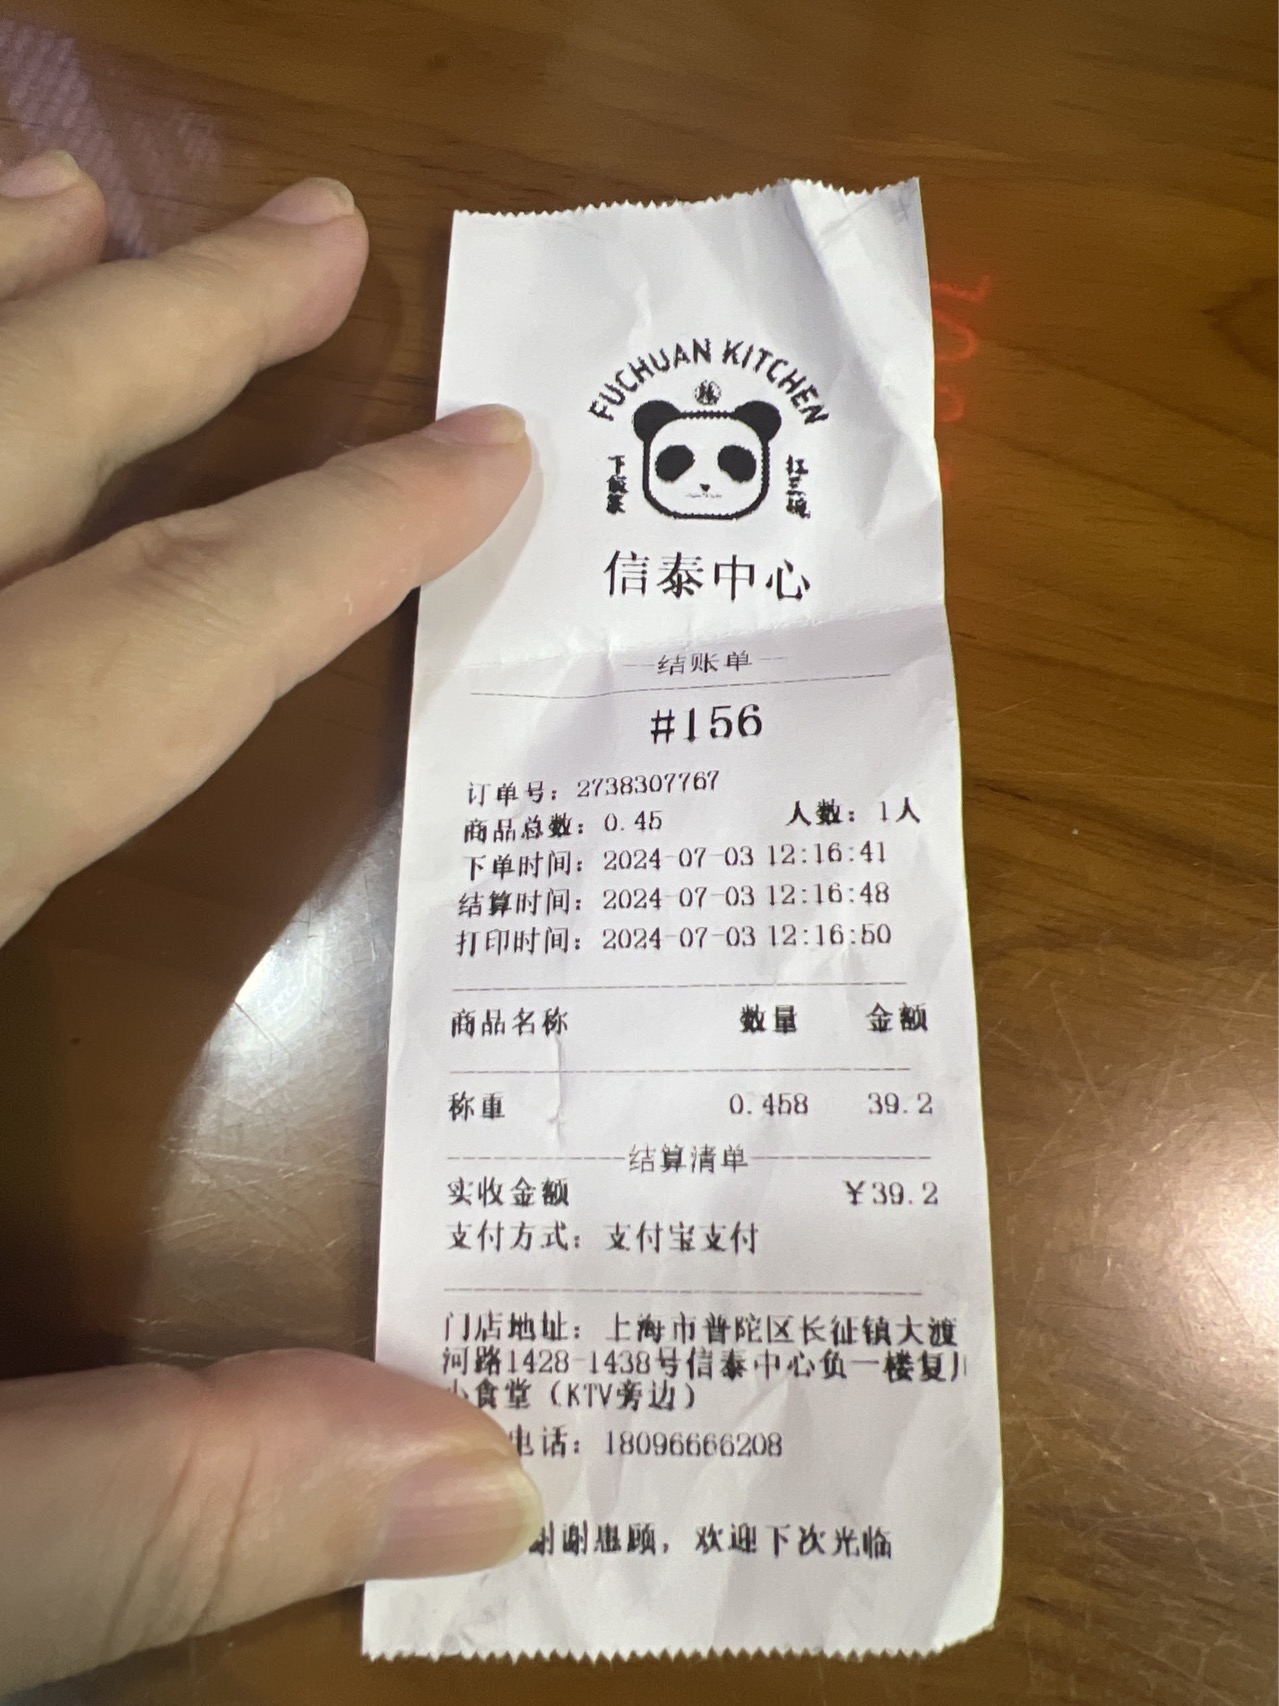 FUCHUAN KITCHEN
下饭菜
扛三碗
信泰中心
结账单
#156
订单号：2738307767
商品总数：0.45 人数：1人
下单时间：2024-07-03 12:16:41
结算时间：2024-07-03 12:16:48
打印时间：2024-07-03 12:16:50
商品名称 数量 金额
称重 0.458 39.2
结算清单
实收金额 ￥39.2
支付方式：支付宝支付
门店地址：上海市普陀区长征镇大渡
河路1428-1438号信泰中心负一楼复川
小食堂（KTV旁边）
电话：18096666208
谢谢惠顾，欢迎下次光临